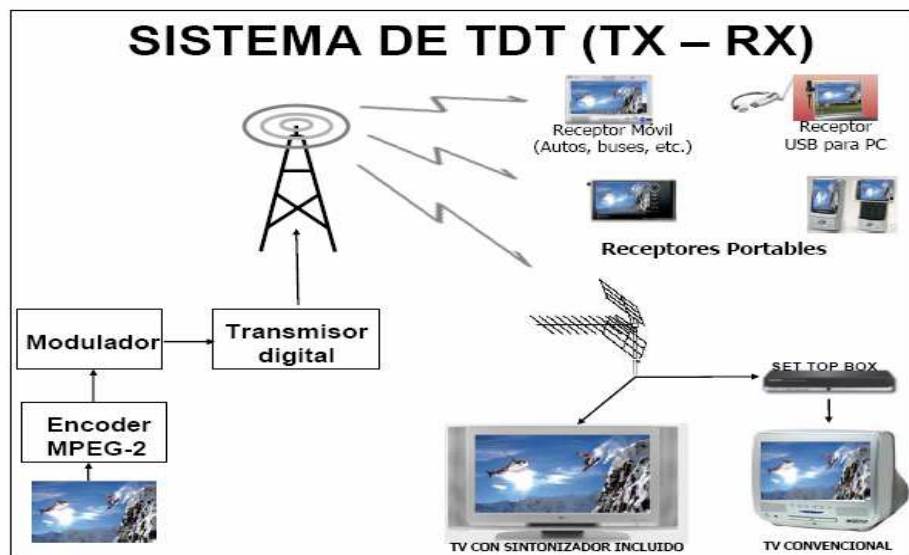 SISTEMA DE TDT (TX – RX)
Receptor Móvil
(Autos, buses, etc.)
Receptor
USB para PC
Receptores Portables
Modulador
Transmisor
digital
SET TOP BOX
Encoder
MPEG-2
TV CON SINTONIZADOR INCLUIDO
TV CONVENCIONAL